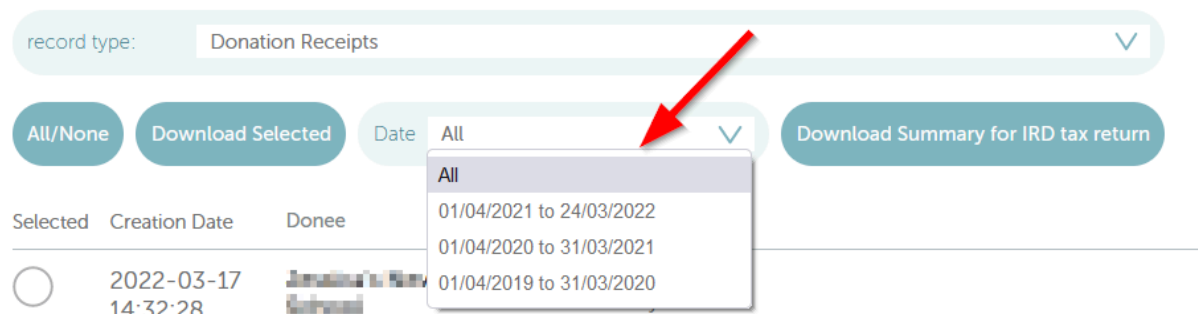 record type: Donation Receipts
All/None Download Selected Date All Download Summary for IRD tax return
All
01/04/2021 to 24/03/2022
01/04/2020 to 31/03/2021
01/04/2019 to 31/03/2020
Selected Creation Date Donee
2022-03-17
14:32:28